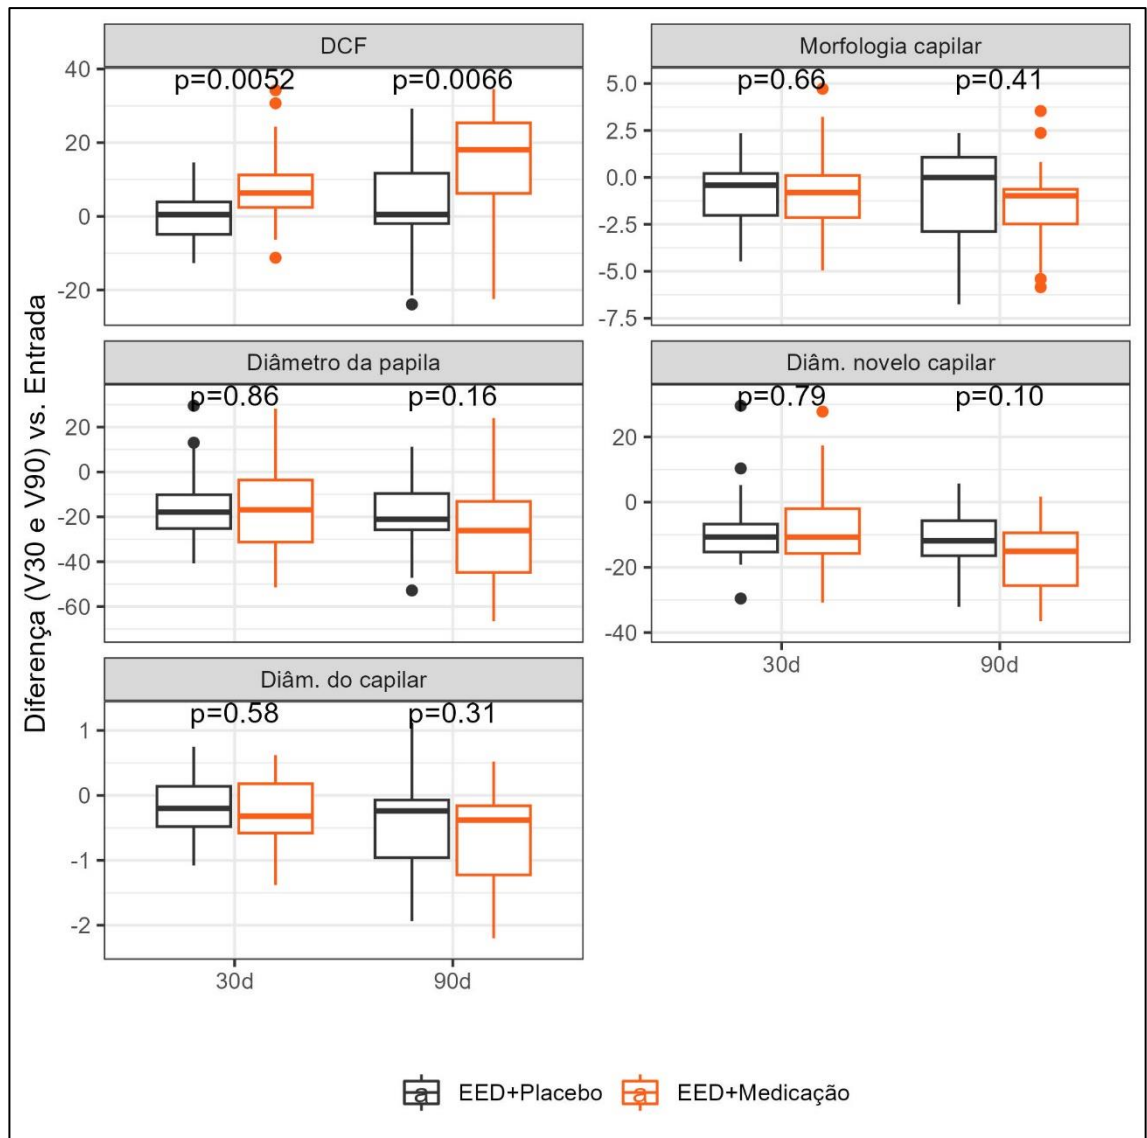 DCF
p=0.0052 p=0.0066
40
20
0
-20
Morfologia capilar
p=0.66 p=0.41
5.0
2.5
0.0
-2.5
-5.0
-7.5
Diferença (V30 e V90) vs. Entrada
Diâmetro da papila
p=0.86 p=0.16
20
0
-20
-40
-60
Diâm. novelo capilar
p=0.79 p=0.10
20
0
-20
-40
30d 90d
Diâm. do capilar
p=0.58 p=0.31
1
0
-1
-2
30d 90d
a EED+Placebo a EED+Medicação